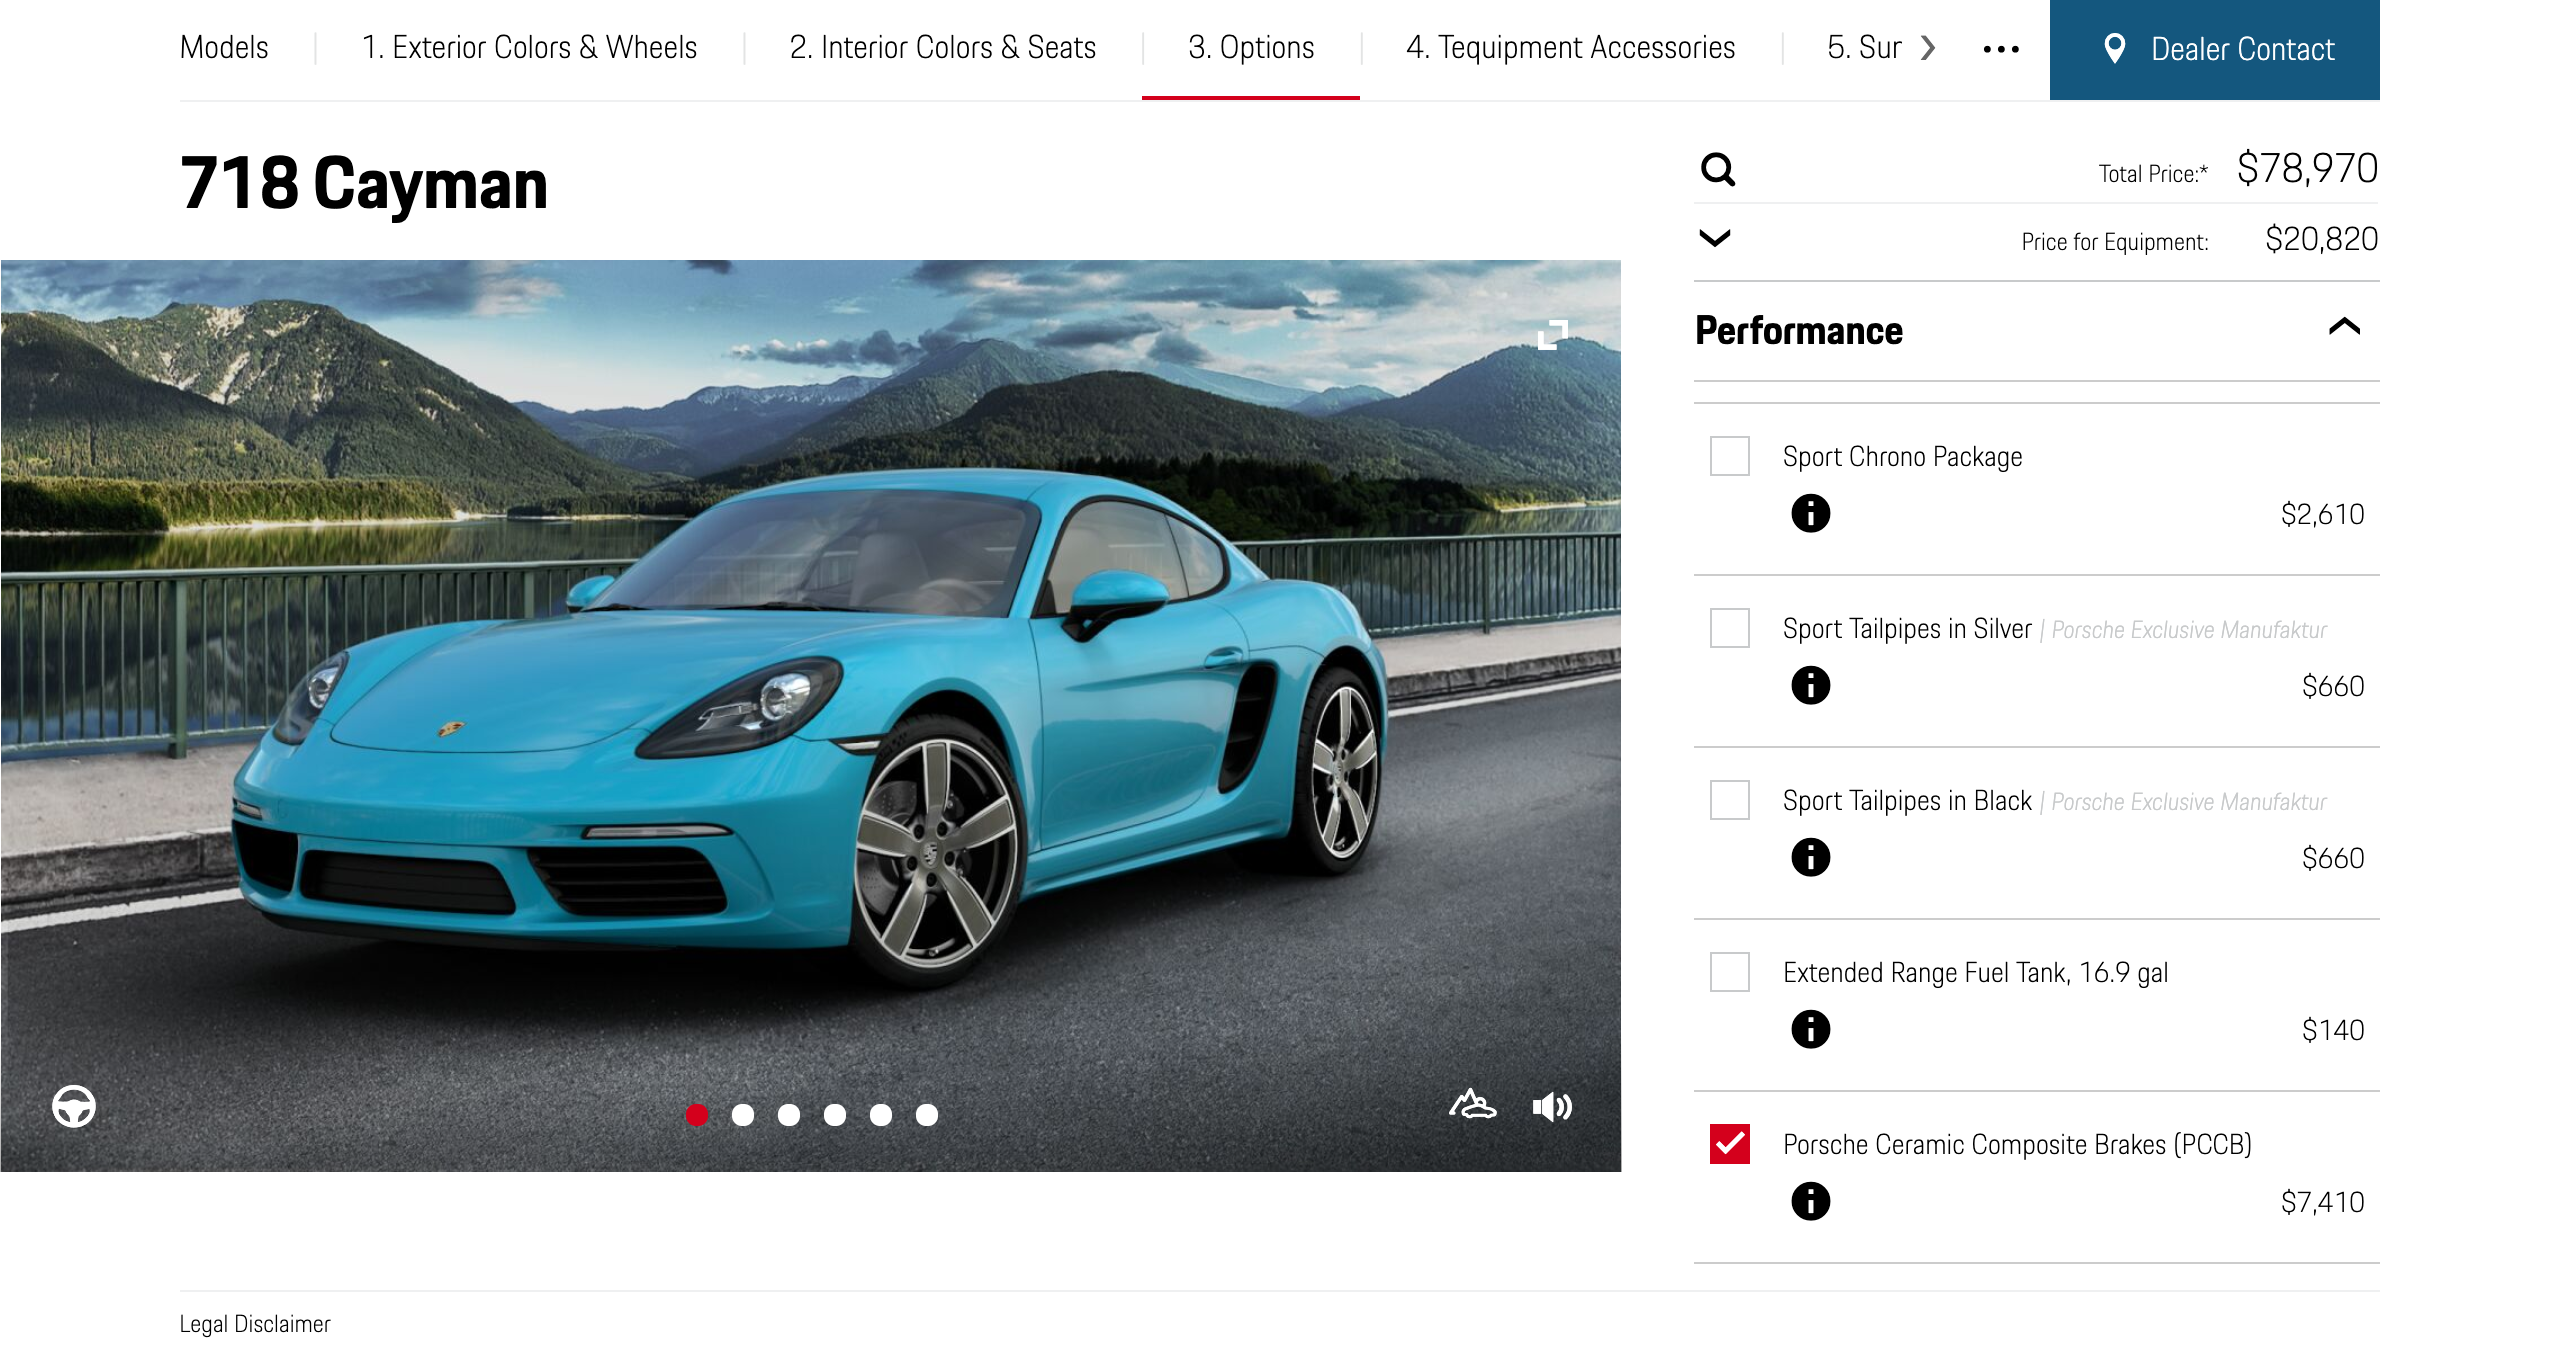 Models
1. Exterior Colors & Wheels
2. Interior Colors & Seats
3. Options
4. Tequipment Accessories
5. Sur
Dealer Contact
718 Cayman
Total Price:* $78,970
Price for Equipment: $20,820
Performance
Sport Chrono Package
$2,610
Sport Tailpipes in Silver | Porsche Exclusive Manufaktur
$660
Sport Tailpipes in Black | Porsche Exclusive Manufaktur
$660
Extended Range Fuel Tank, 16.9 gal
$140
Porsche Ceramic Composite Brakes (PCCB)
$7,410
Legal Disclaimer